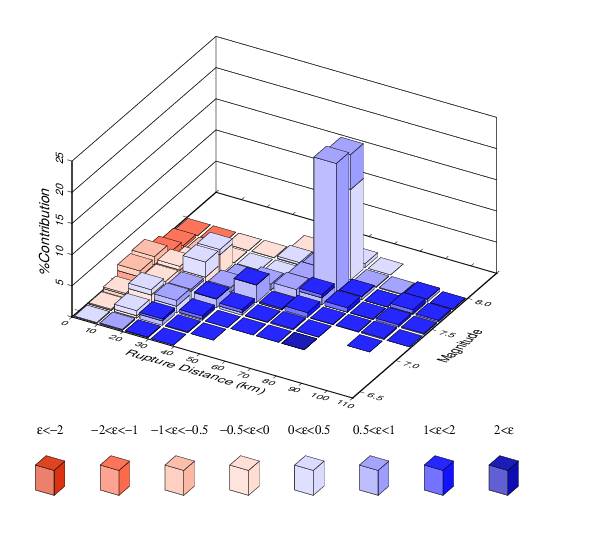 25
20
15
10
5
0
%Contribution
10
20
30
40
50
60
70
80
90
100
110
Rupture Distance (km)
6.5
7.0
7.5
8.0
Magnitude
ε<−2
−2<ε<−1
−1<ε<−0.5
−0.5<ε<0
0<ε<0.5
0.5<ε<1
1<ε<2
2<ε